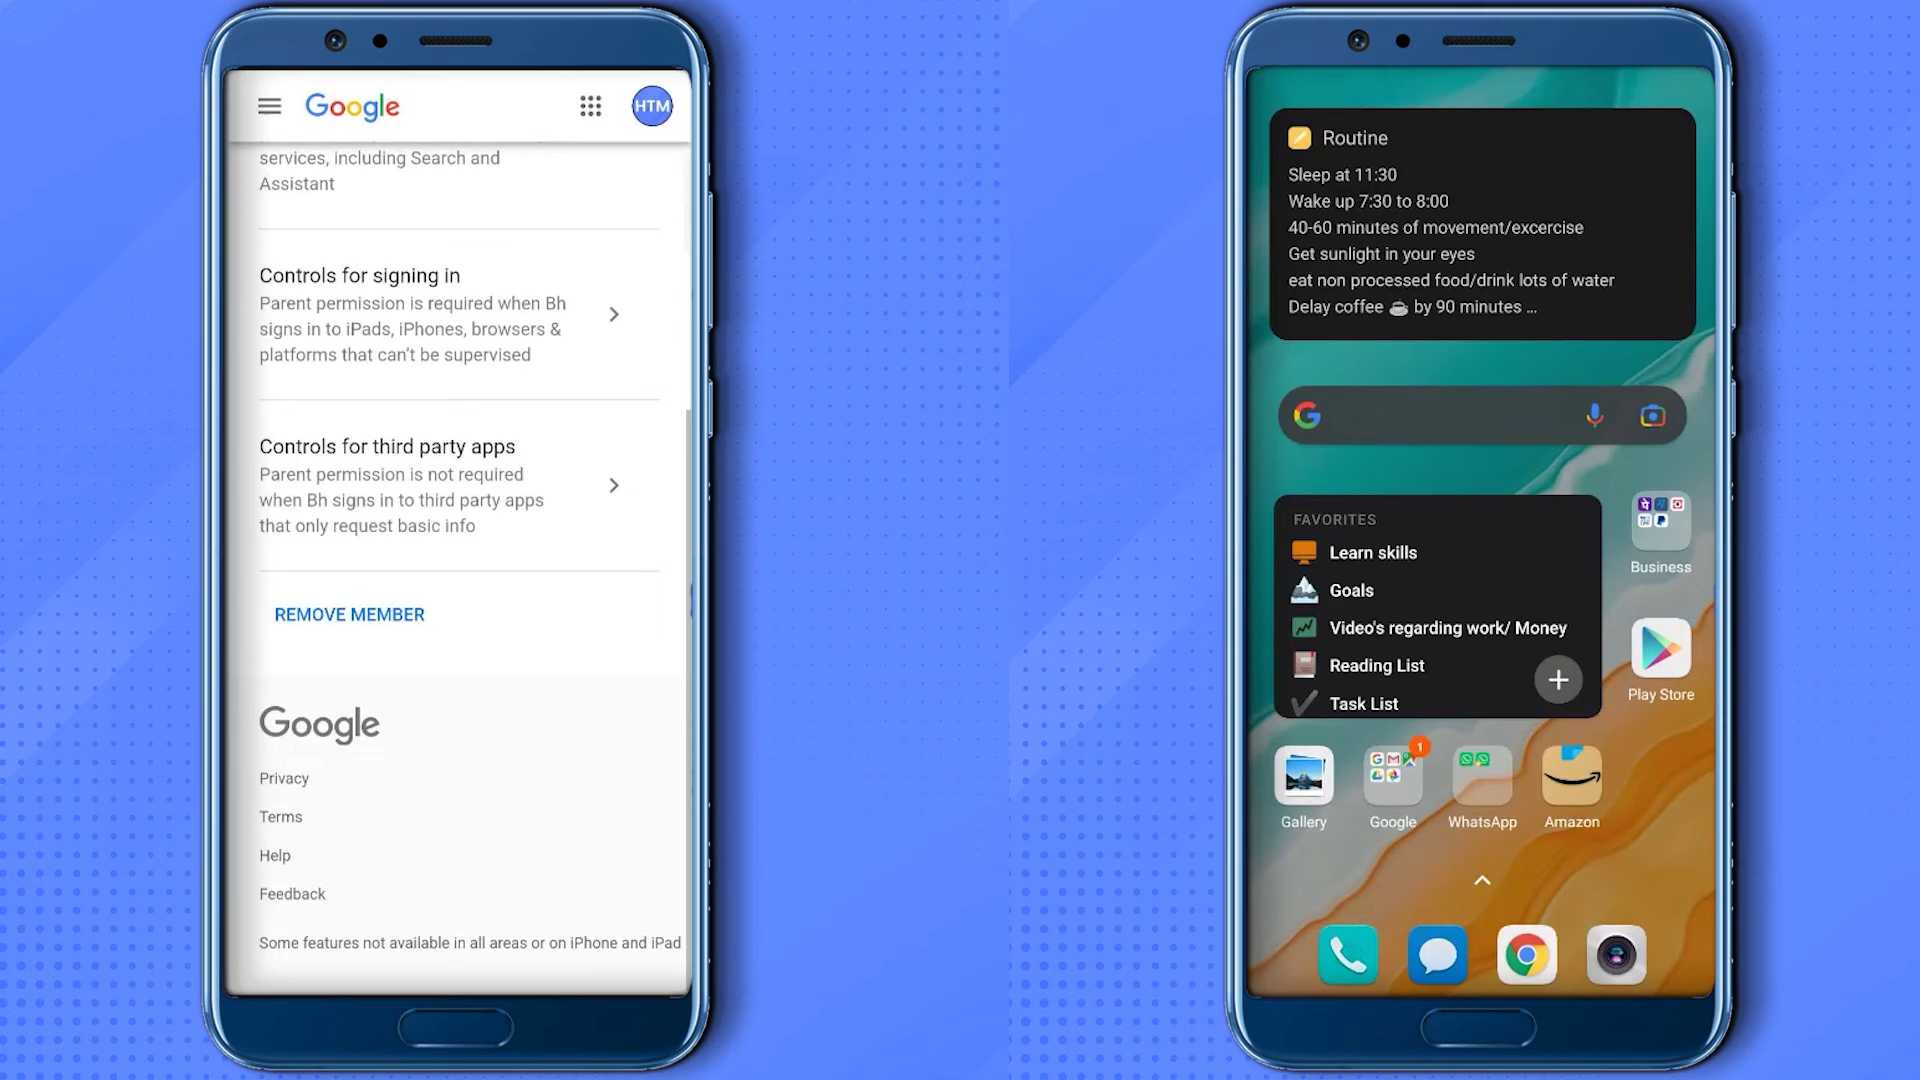 Google
HTM
services, including Search and
Assistant
Controls for signing in
Parent permission is required when Bh
signs in to iPads, iPhones, browsers &
platforms that can't be supervised
Controls for third party apps
Parent permission is not required
when Bh signs in to third party apps
that only request basic info
REMOVE MEMBER
Google
Privacy
Terms
Help
Feedback
Some features not available in all areas or on iPhone and iPad
Routine
Sleep at 11:30
Wake up 7:30 to 8:00
40-60 minutes of movement/excercise
Get sunlight in your eyes
eat non processed food/drink lots of water
Delay coffee ☕ by 90 minutes ...
FAVORITES
Learn skills
Goals
Video's regarding work/ Money
Reading List
Task List
Business
Play Store
1
Gallery
Google
WhatsApp
Amazon